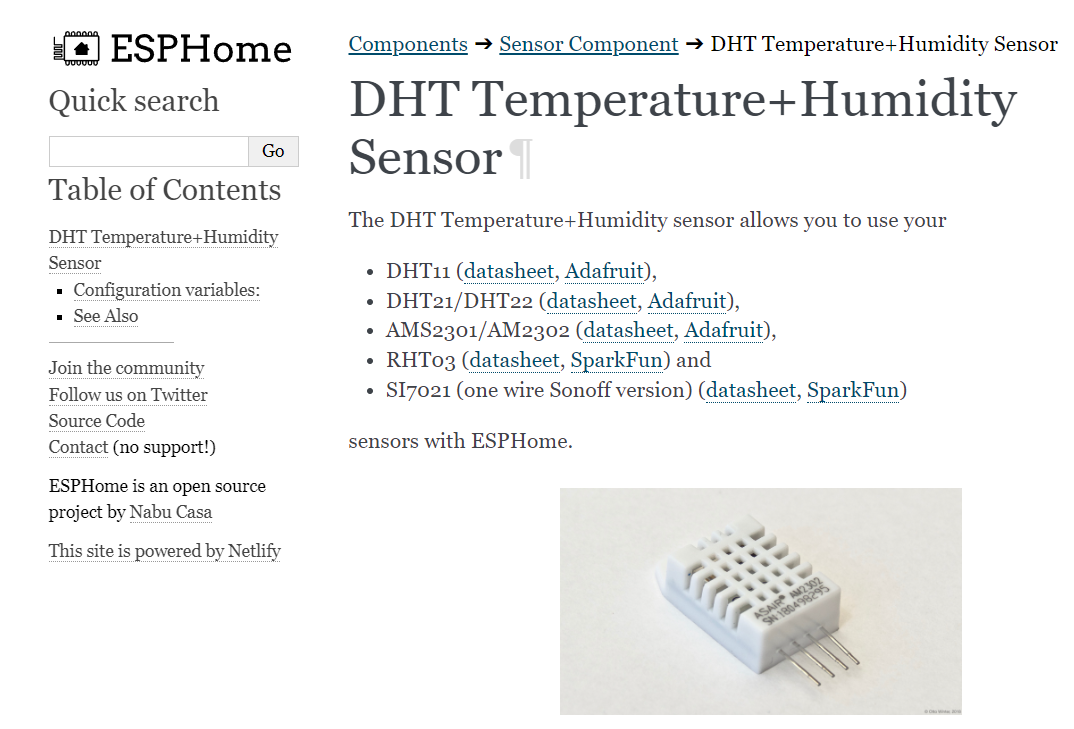 ESPHome
Quick search
Go
Table of Contents
DHT Temperature+Humidity
Sensor
Configuration variables:
See Also
Join the community
Follow us on Twitter
Source Code
Contact (no support!)
ESPHome is an open source
project by Nabu Casa
This site is powered by Netlify
Components ➔ Sensor Component ➔ DHT Temperature+Humidity Sensor
DHT Temperature+Humidity
Sensor¶
The DHT Temperature+Humidity sensor allows you to use your
• DHT11 (datasheet, Adafruit),
• DHT21/DHT22 (datasheet, Adafruit),
• AMS2301/AM2302 (datasheet, Adafruit),
• RHT03 (datasheet, SparkFun) and
• SI7021 (one wire Sonoff version) (datasheet, SparkFun)
sensors with ESPHome.
ASAIR® AM2302
SN:180498295